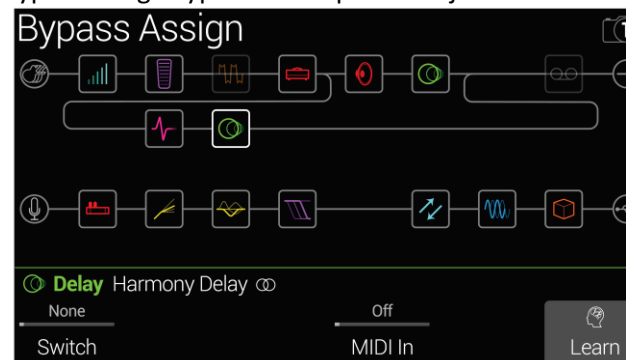 Bypass Assign
Delay Harmony Delay
None
Off
Switch
MIDI In
Learn